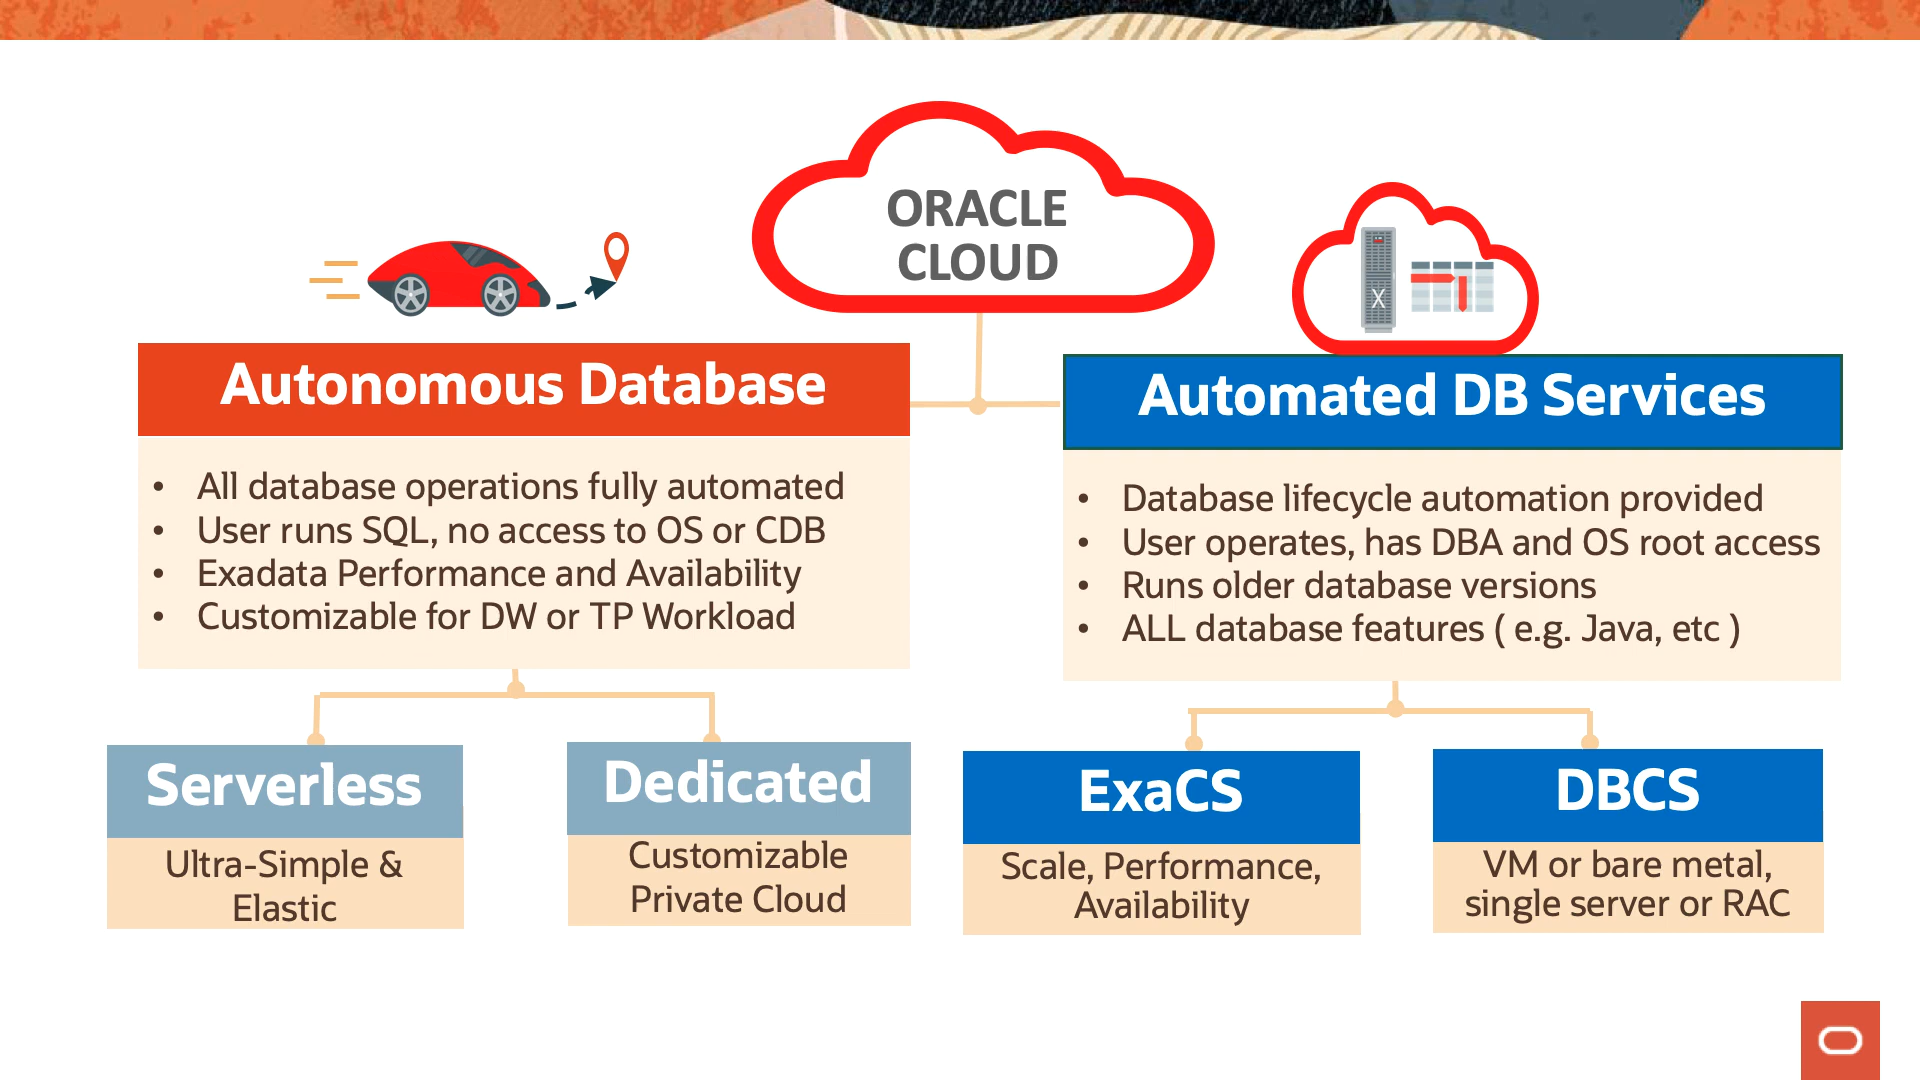 ORACLE
CLOUD
X
Autonomous Database
• All database operations fully automated
• User runs SQL, no access to OS or CDB
• Exadata Performance and Availability
• Customizable for DW or TP Workload
Automated DB Services
• Database lifecycle automation provided
• User operates, has DBA and OS root access
• Runs older database versions
• ALL database features ( e.g. Java, etc )
Serverless
Ultra-Simple &
Elastic
Dedicated
Customizable
Private Cloud
ExaCS
Scale, Performance,
Availability
DBCS
VM or bare metal,
single server or RAC